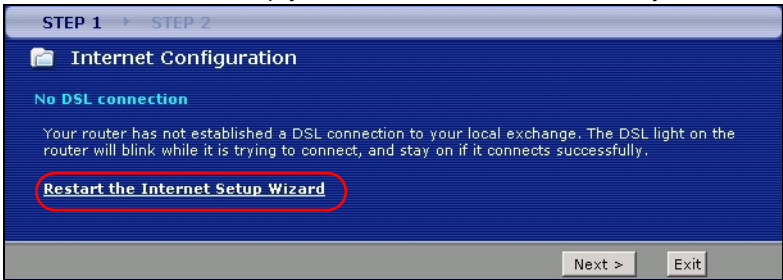 STEP 1 STEP 2
Internet Configuration
No DSL connection
Your router has not established a DSL connection to your local exchange. The DSL light on the
router will blink while it is trying to connect, and stay on if it connects successfully.
Restart the Internet Setup Wizard
Next > Exit